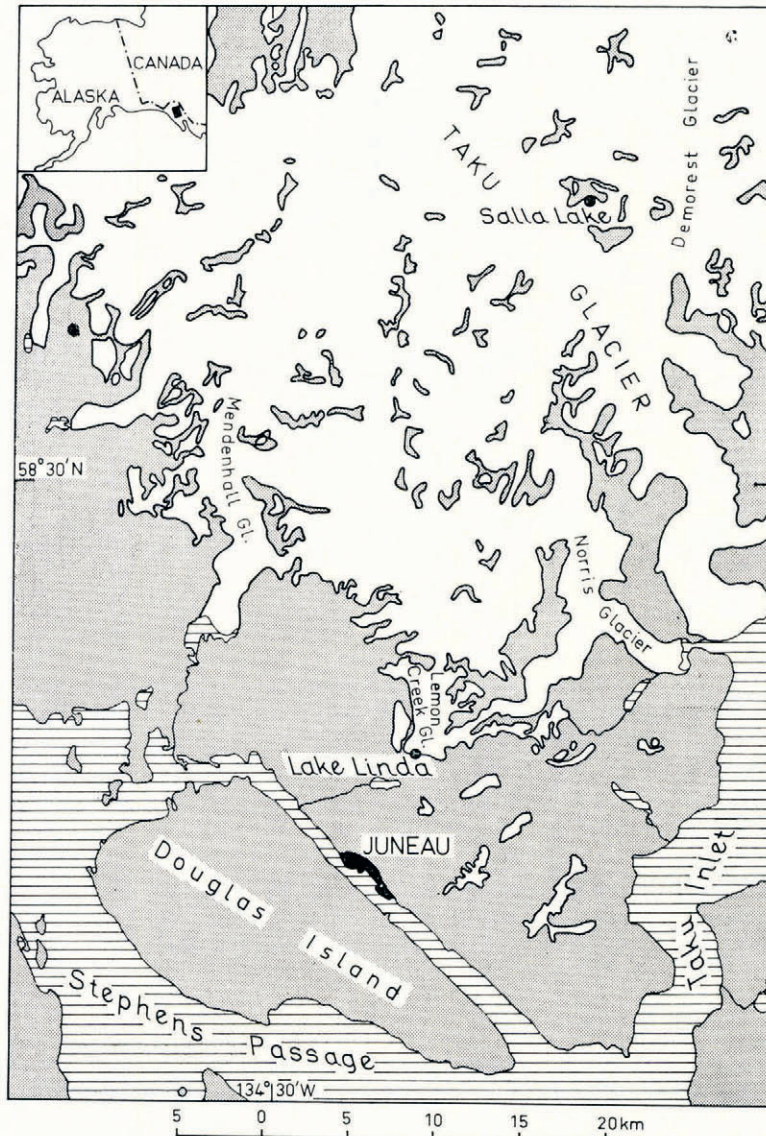 CANADA
ALASKA
TAKU
GLACIER
Demorest Glacier
Salla Lake
Mendenhall Gl.
58°30'N
Norris Glacier
Lemon
Creek Gl.
Lake Linda
JUNEAU
Douglas
Island
Taku Inlet
Stephens
Passage
134°30'W
5 0 5 10 15 20km